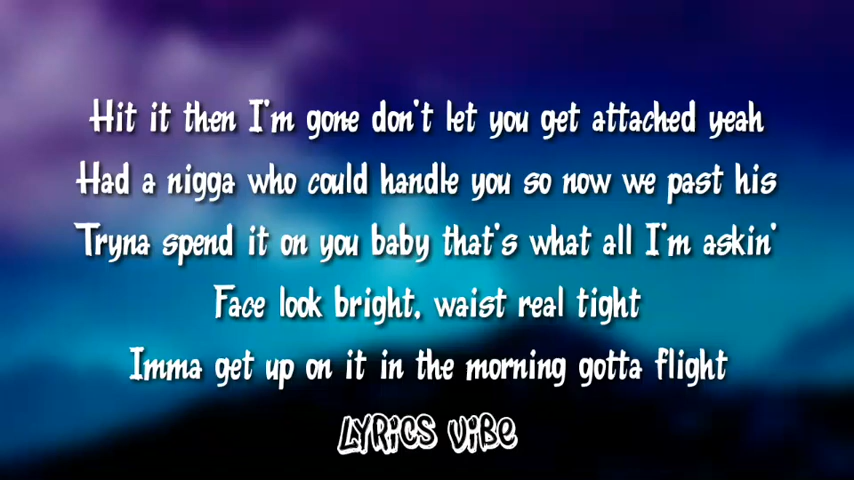 Hit it then I'm gone don't let you get attached yeah
Had a nigga who could handle you so now we past his
Tryna spend it on you baby that's what all I'm askin'
Face look bright, waist real tight
Imma get up on it in the morning gotta flight
LYRICS VIBE